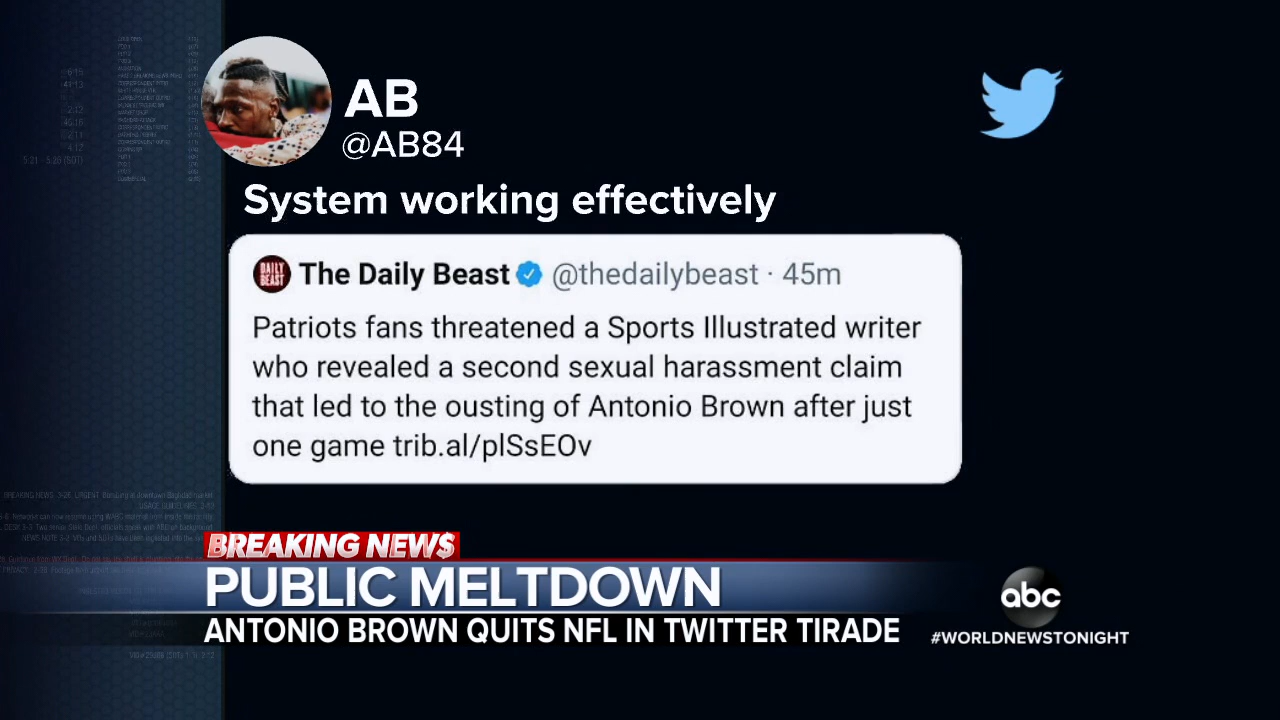 AB
@AB84
System working effectively
DAILY BEAST
The Daily Beast @thedailybeast · 45m
Patriots fans threatened a Sports Illustrated writer
who revealed a second sexual harassment claim
that led to the ousting of Antonio Brown after just
one game trib.al/plSsEOv
BREAKING NEWS
PUBLIC MELTDOWN
ANTONIO BROWN QUITS NFL IN TWITTER TIRADE
abc
#WORLDNEWSTONIGHT